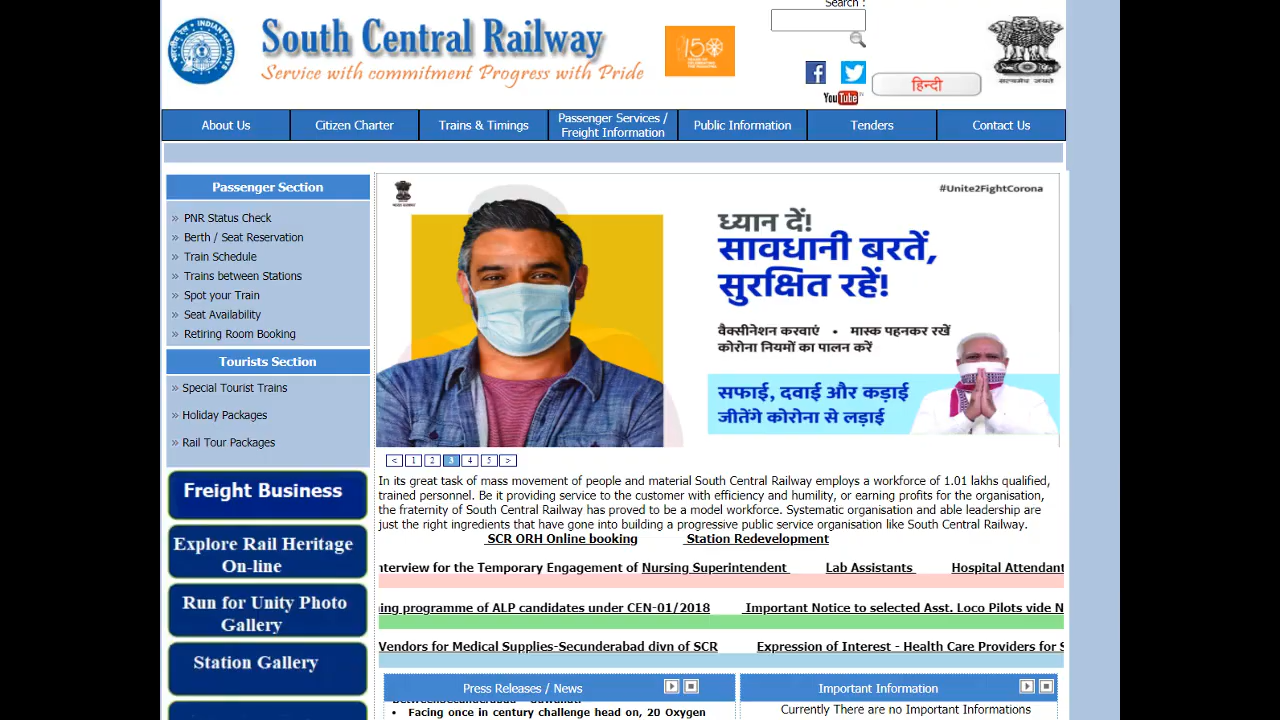 Search :
South Central Railway
Service with commitment Progress with Pride
हिन्दी
You Tube
सत्यमेव जयते
About Us
Citizen Charter
Trains & Timings
Passenger Services /
Freight Information
Public Information
Tenders
Contact Us
Passenger Section
PNR Status Check
Berth / Seat Reservation
Train Schedule
Trains between Stations
Spot your Train
Seat Availability
Retiring Room Booking
Tourists Section
Special Tourist Trains
Holiday Packages
Rail Tour Packages
Freight Business
Explore Rail Heritage
On-line
Run for Unity Photo
Gallery
Station Gallery
#Unite2FightCorona
ध्यान दें!
सावधानी बरतें,
सुरक्षित रहें!
वैक्सीनेशन करवाएं • मास्क पहनकर रखें
कोरोना नियमों का पालन करें
सफाई, दवाई और कड़ाई
जीतेंगे कोरोना से लड़ाई
< 1 2 3 4 5 >
In its great task of mass movement of people and material South Central Railway employs a workforce of 1.01 lakhs qualified,
trained personnel. Be it providing service to the customer with efficiency and humility, or earning profits for the organisation,
the fraternity of South Central Railway has proved to be a model workforce. Systematic organisation and able leadership are
just the right ingredients that have gone into building a progressive public service organisation like South Central Railway.
SCR ORH Online booking Station Redevelopment
nterview for the Temporary Engagement of Nursing Superintendent Lab Assistants Hospital Attendant
ing programme of ALP candidates under CEN-01/2018 Important Notice to selected Asst. Loco Pilots vide N
Vendors for Medical Supplies-Secunderabad divn of SCR Expression of Interest - Health Care Providers for S
Press Releases / News
• Facing once in century challenge head on, 20 Oxygen
Important Information
Currently There are no Important Informations